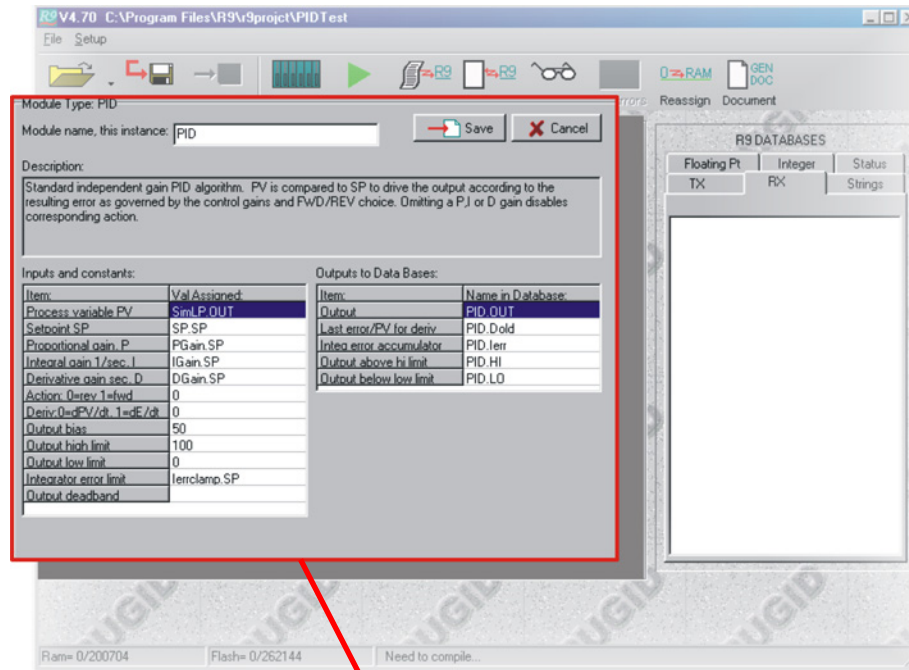 R9 V4.70 C:\Program Files\R9\r9projct\PIDTest
File Setup
R9
R9
GEN DOC
0 RAM
rrors Reassign Document
Module Type: PID
Module name, this instance: PID
Save
Cancel
Description:
Standard independent gain PID algorithm. PV is compared to SP to drive the output according to the
resulting error as governed by the control gains and FWD/REV choice. Omitting a P,I or D gain disables
corresponding action.
Inputs and constants:
Item: Val Assigned:
Process variable PV SimLP.OUT
Setpoint SP SP.SP
Proportional gain, P PGain.SP
Integral gain 1/sec, I IGain.SP
Derivative gain sec, D DGain.SP
Action: 0=rev 1=fwd 0
Deriv:0=dPV/dt, 1=dE/dt 0
Output bias 50
Output high limit 100
Output low limit 0
Integrator error limit Ierrclamp.SP
Output deadband
Outputs to Data Bases:
Item: Name in Database:
Output PID.OUT
Last error/PV for deriv PID.Dold
Integ error accumulator PID.Ierr
Output above hi limit PID.HI
Output below low limit PID.LO
R9 DATABASES
Floating Pt Integer Status
TX RX Strings
Ram= 0/200704 Flash= 0/262144 Need to compile...